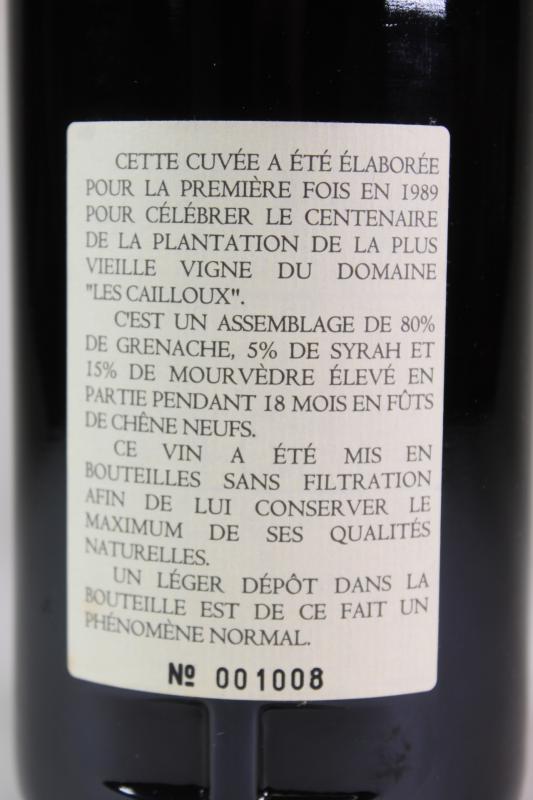 CETTE CUVÉE A ÉTÉ ÉLABORÉE
POUR LA PREMIÈRE FOIS EN 1989
POUR CÉLÉBRER LE CENTENAIRE
DE LA PLANTATION DE LA PLUS
VIEILLE VIGNE DU DOMAINE
"LES CAILLOUX".
C'EST UN ASSEMBLAGE DE 80%
DE GRENACHE, 5% DE SYRAH ET
15% DE MOURVÈDRE ÉLEVÉ EN
PARTIE PENDANT 18 MOIS EN FÛTS
DE CHÊNE NEUFS.
CE VIN A ÉTÉ MIS EN
BOUTEILLES SANS FILTRATION
AFIN DE LUI CONSERVER LE
MAXIMUM DE SES QUALITÉS
NATURELLES.
UN LÉGER DÉPÔT DANS LA
BOUTEILLE EST DE CE FAIT UN
PHÉNOMÈNE NORMAL.
Nº 001008